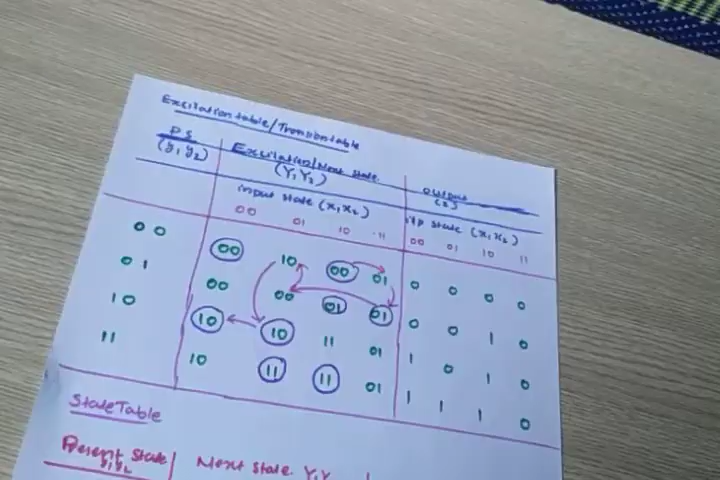 Excitation table/Transition table
PS Excitation/Next state output
(y1 y2) (Y1 Y2) (z)
input state (x1 x2) i/p state (x1 x2)
00 01 10 11 00 01 10 11
00 00 10 00 01 0 0 0 0
01 00 00 01 01 0 0 1 0
10 10 10 11 01 1 0 1 0
11 10 11 11 01 1 1 1 0
State Table
Present State Next State Y1 Y2
y1 y2